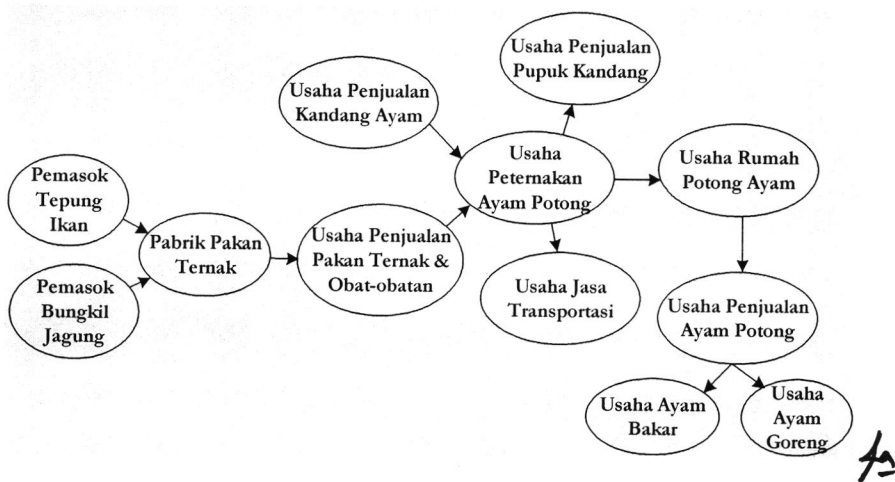 Usaha Penjualan
Pupuk Kandang
Usaha Penjualan
Kandang Ayam
Usaha
Peternakan
Ayam Potong
Usaha Rumah
Potong Ayam
Pemasok
Tepung
Ikan
Pabrik Pakan
Ternak
Usaha Penjualan
Pakan Ternak &
Obat-obatan
Pemasok
Bungkil
Jagung
Usaha Jasa
Transportasi
Usaha Penjualan
Ayam Potong
Usaha Ayam
Bakar
Usaha
Ayam
Goreng